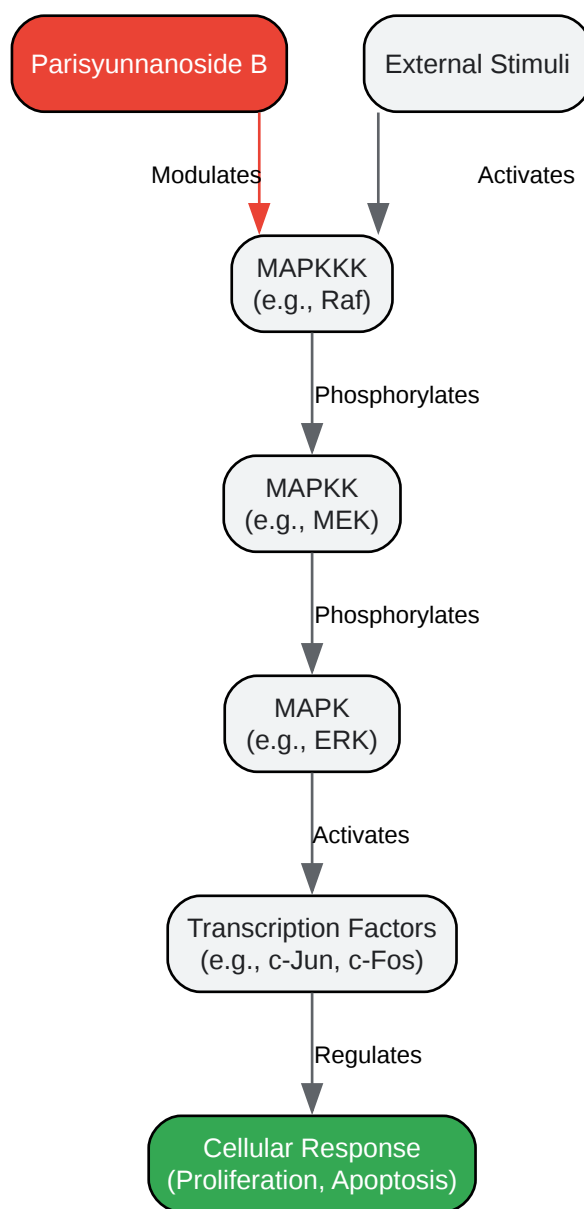 Parisyunnanoside B
External Stimuli
Modulates
Activates
MAPKKK
(e.g., Raf)
Phosphorylates
MAPKK
(e.g., MEK)
Phosphorylates
MAPK
(e.g., ERK)
Activates
Transcription Factors
(e.g., c-Jun, c-Fos)
Regulates
Cellular Response
(Proliferation, Apoptosis)